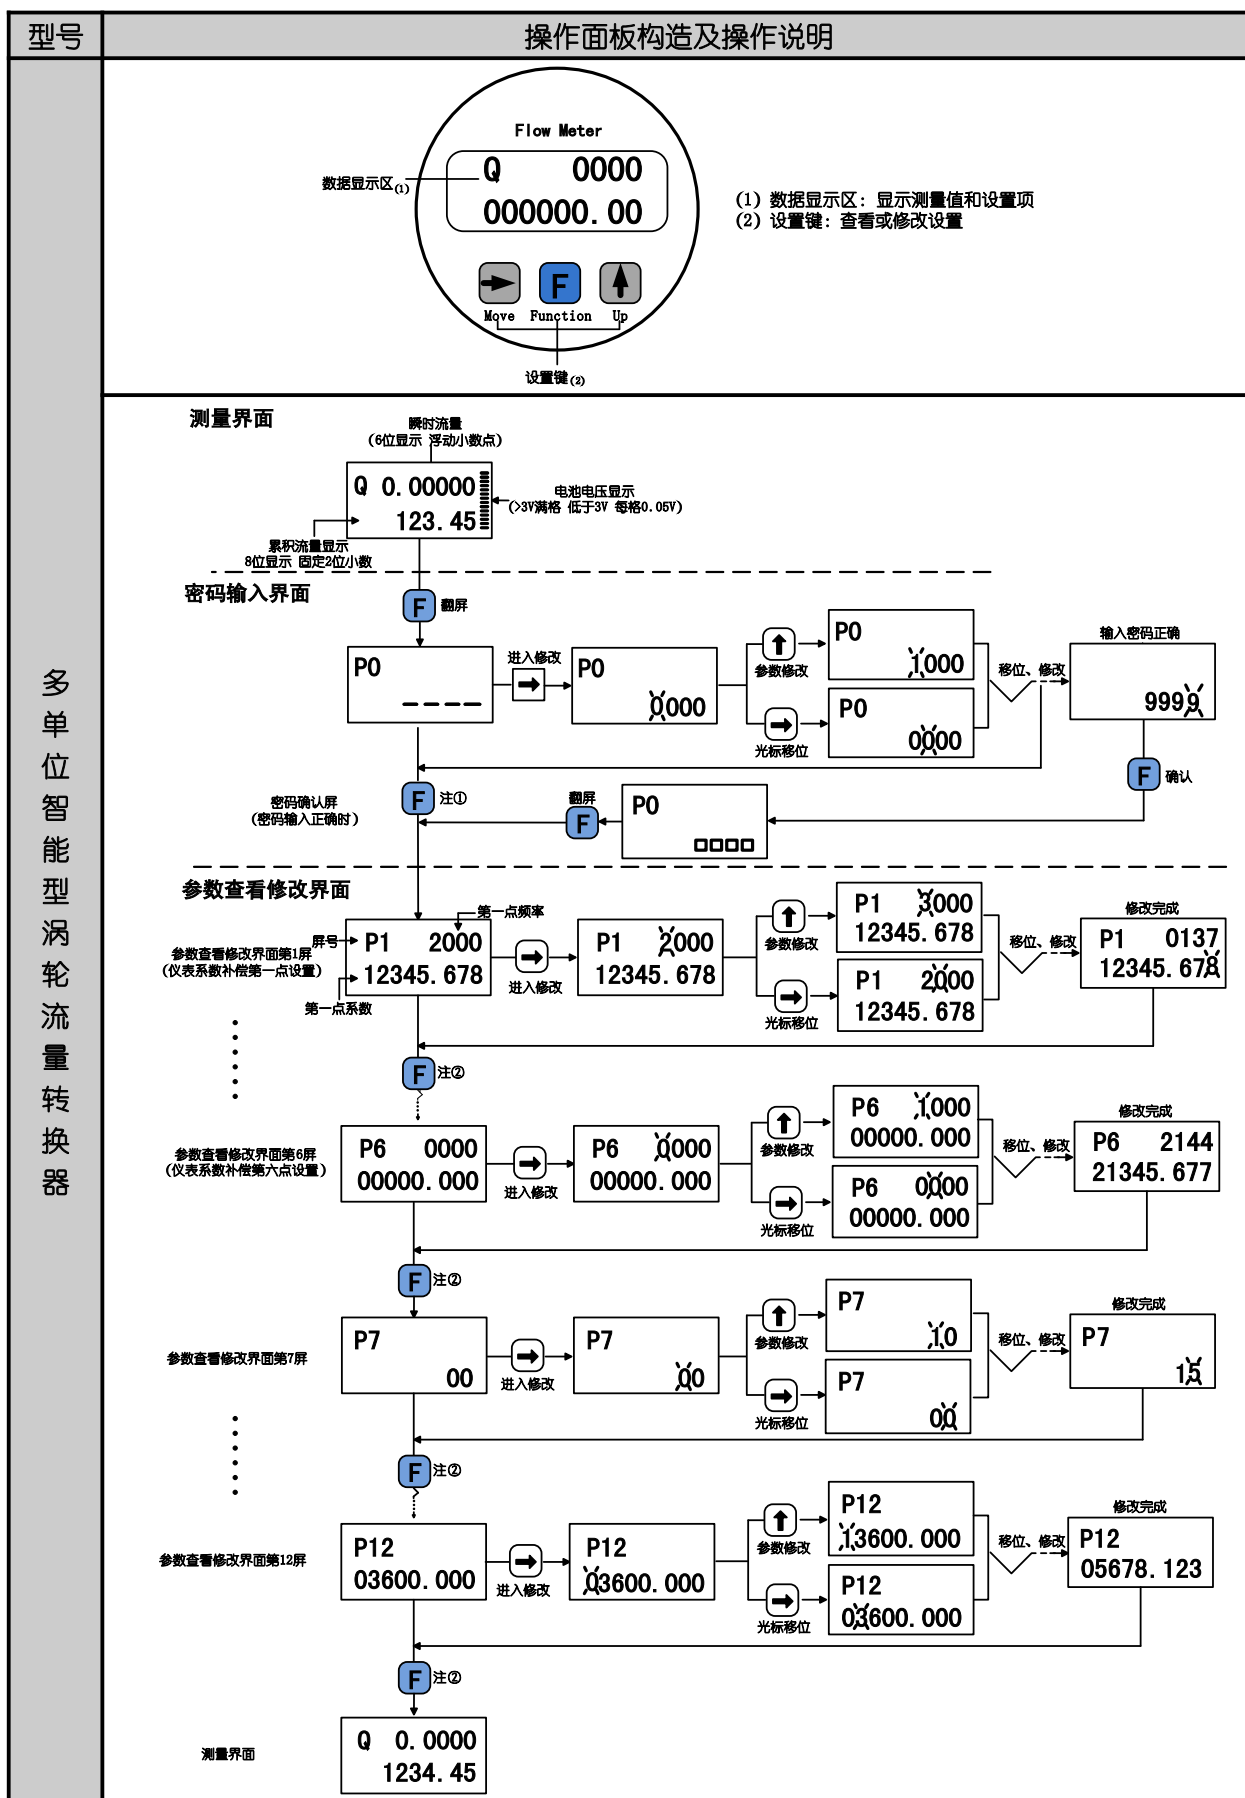 型号
操作面板构造及操作说明
多单位智能型涡轮流量转换器
Flow Meter
Q 0000
000000.00
数据显示区(1)
F
Move Function Up
设置键(2)
(1) 数据显示区: 显示测量值和设置项
(2) 设置键: 查看或修改设置
测量界面
瞬时流量
(6位显示 浮动小数点)
Q 0.00000
123.45
电池电压显示
(>3V满格 低于3V 每格0.05V)
累积流量显示
8位显示 固定2位小数
密码输入界面
F 翻屏
P0
----
进入修改
P0
0000
参数修改
光标移位
P0
1000
P0
0000
移位、修改
输入密码正确
9999
F 确认
F 注①
密码确认屏
(密码输入正确时)
翻屏
F
P0
□□□□
参数查看修改界面
屏号
第一点频率
参数查看修改界面第1屏
(仪表系数补偿第一点设置)
第一点系数
P1 2000
12345.678
进入修改
P1 2000
12345.678
参数修改
光标移位
P1 3000
12345.678
P1 2000
12345.678
移位、修改
修改完成
P1 0137
12345.678
F 注②
参数查看修改界面第6屏
(仪表系数补偿第六点设置)
P6 0000
00000.000
进入修改
P6 0000
00000.000
参数修改
光标移位
P6 1000
00000.000
P6 0000
00000.000
移位、修改
修改完成
P6 2144
21345.677
F 注②
参数查看修改界面第7屏
P7
00
进入修改
P7
00
参数修改
光标移位
P7
10
P7
00
移位、修改
修改完成
P7
15
F 注②
参数查看修改界面第12屏
P12
03600.000
进入修改
P12
03600.000
参数修改
光标移位
P12
13600.000
P12
03600.000
移位、修改
修改完成
P12
05678.123
F 注②
测量界面
Q 0.0000
1234.45